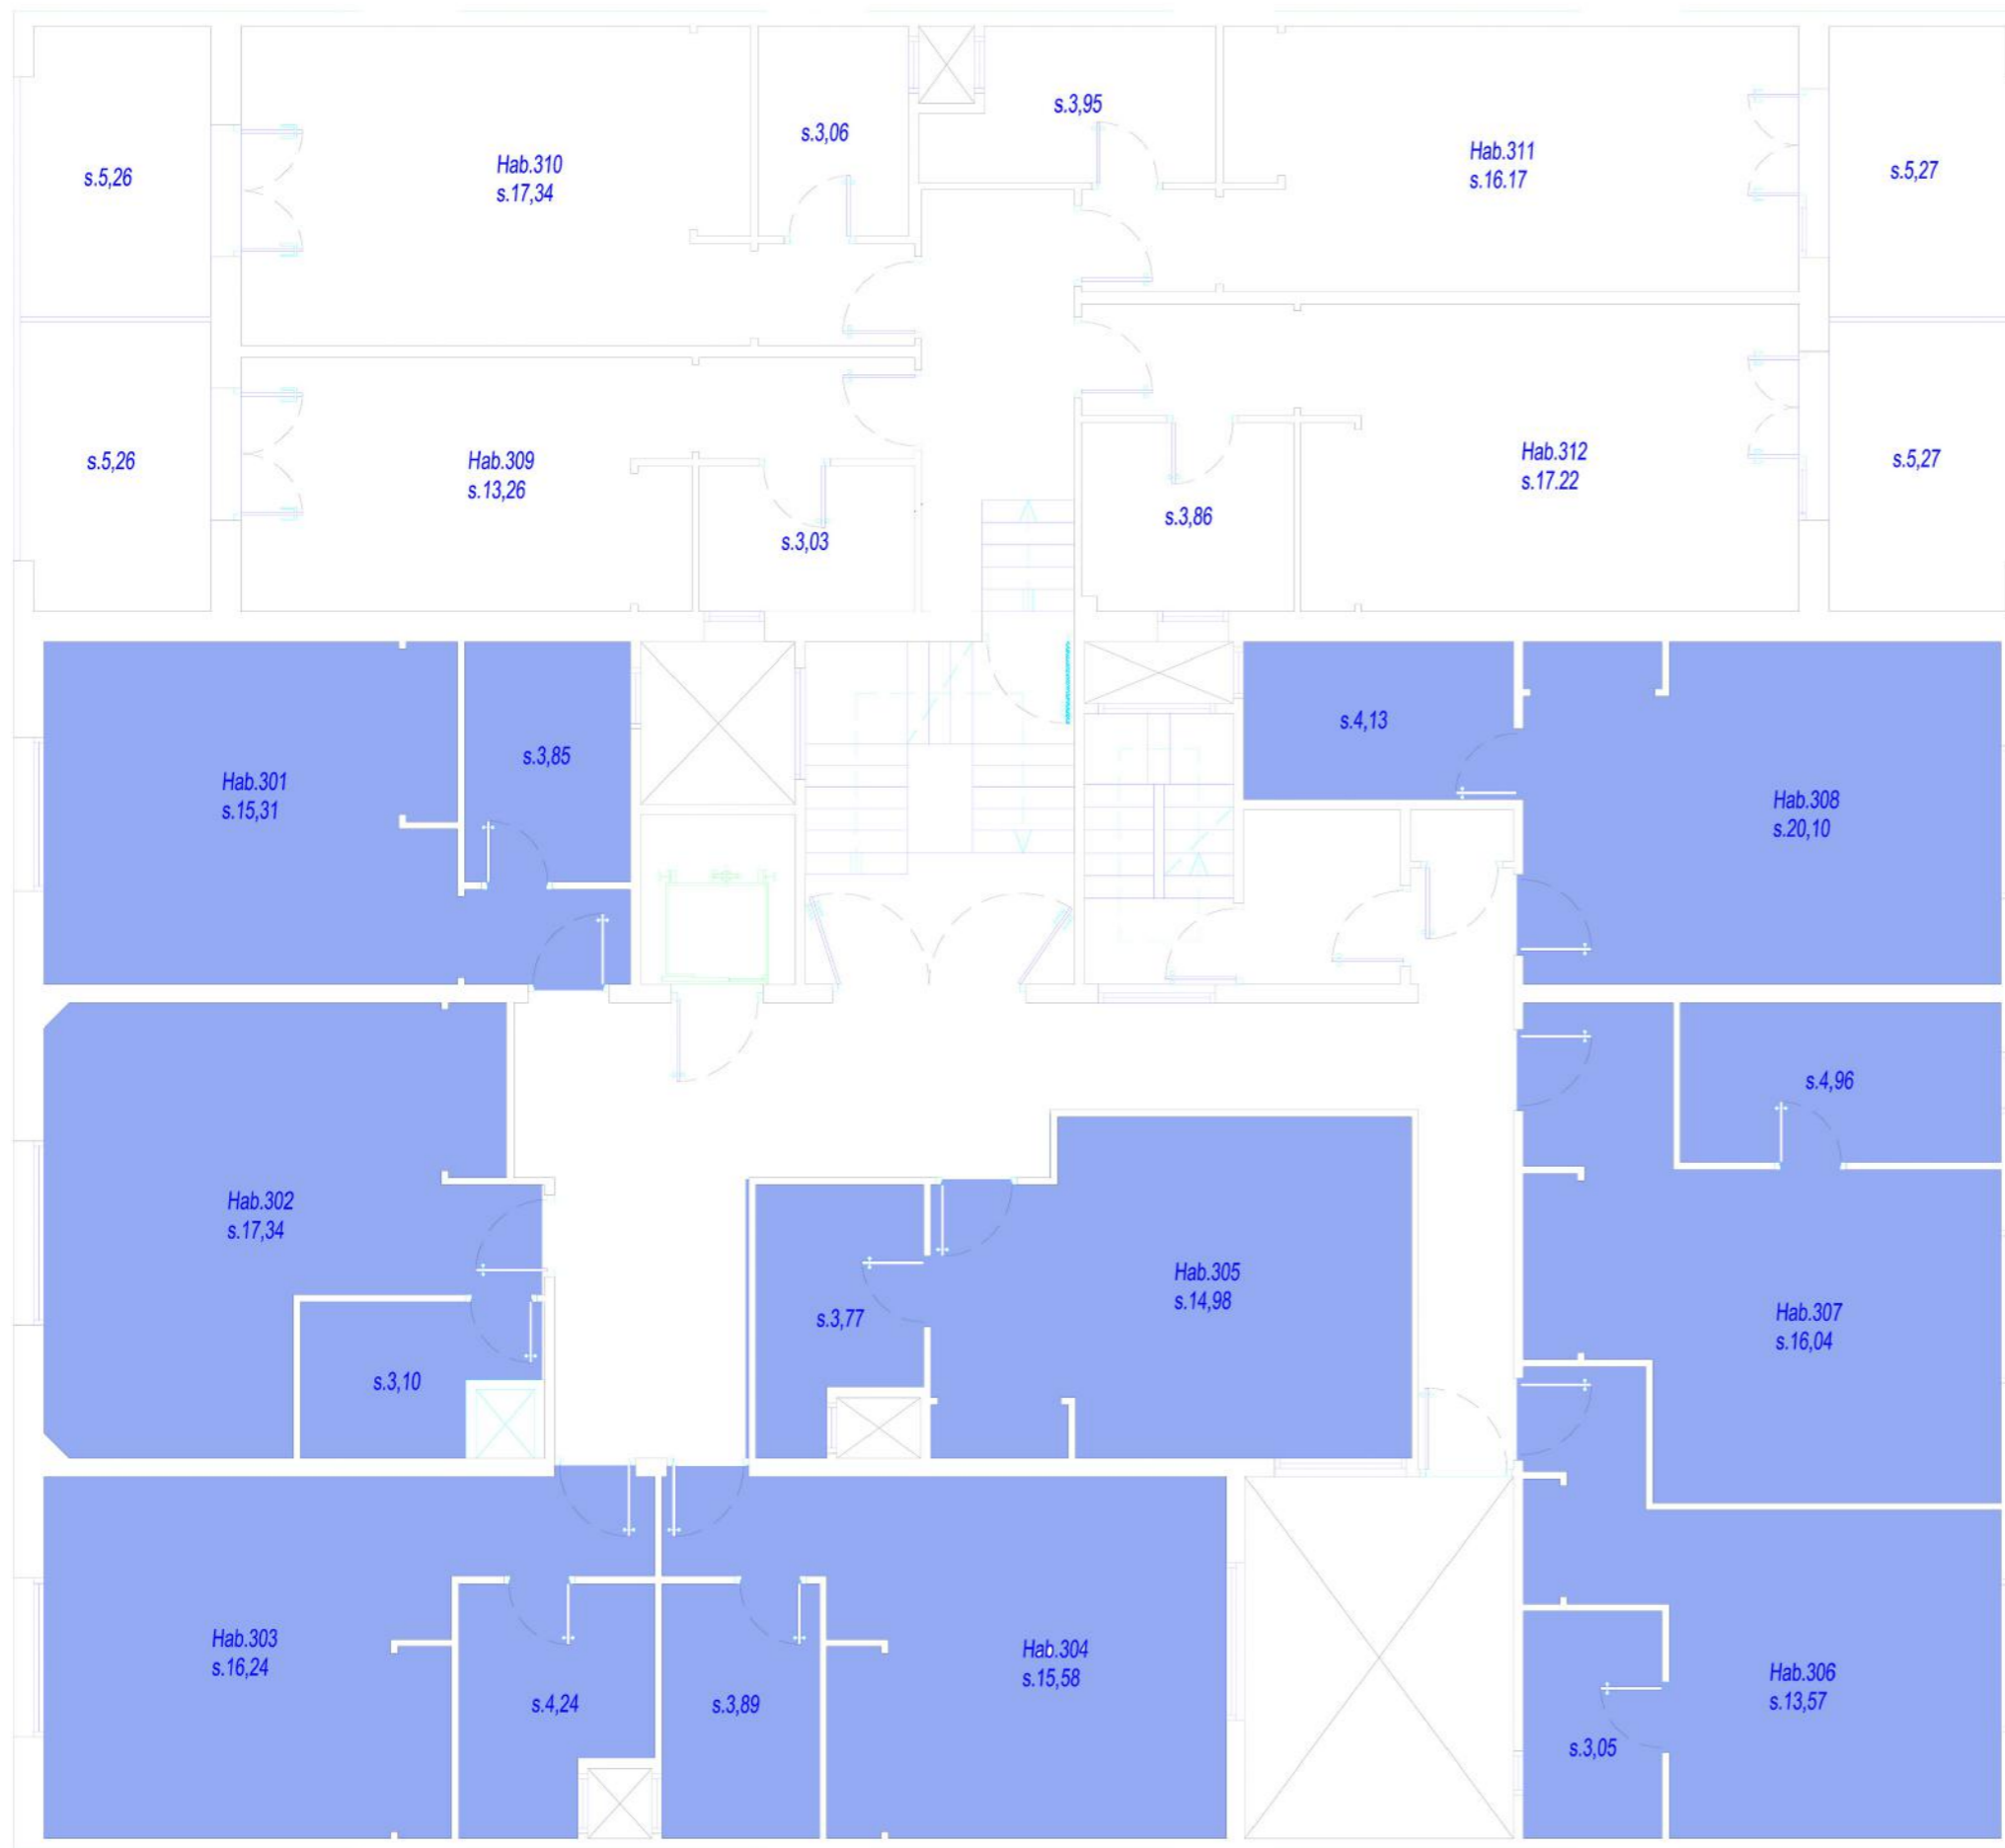 s.3,95
s.3,06
Hab.310
s.17,34
Hab.311
s.16.17
s.5,26
s.5,27
Hab.309
s.13,26
Hab.312
s.17.22
s.5,26
s.5,27
s.3,03
s.3,86
Hab.301
s.15,31
s.3,85
s.4,13
Hab.308
s.20,10
s.4,96
Hab.302
s.17,34
s.3,10
s.3,77
Hab.305
s.14,98
Hab.307
s.16,04
Hab.303
s.16,24
s.4,24
s.3,89
Hab.304
s.15,58
Hab.306
s.13,57
s.3,05